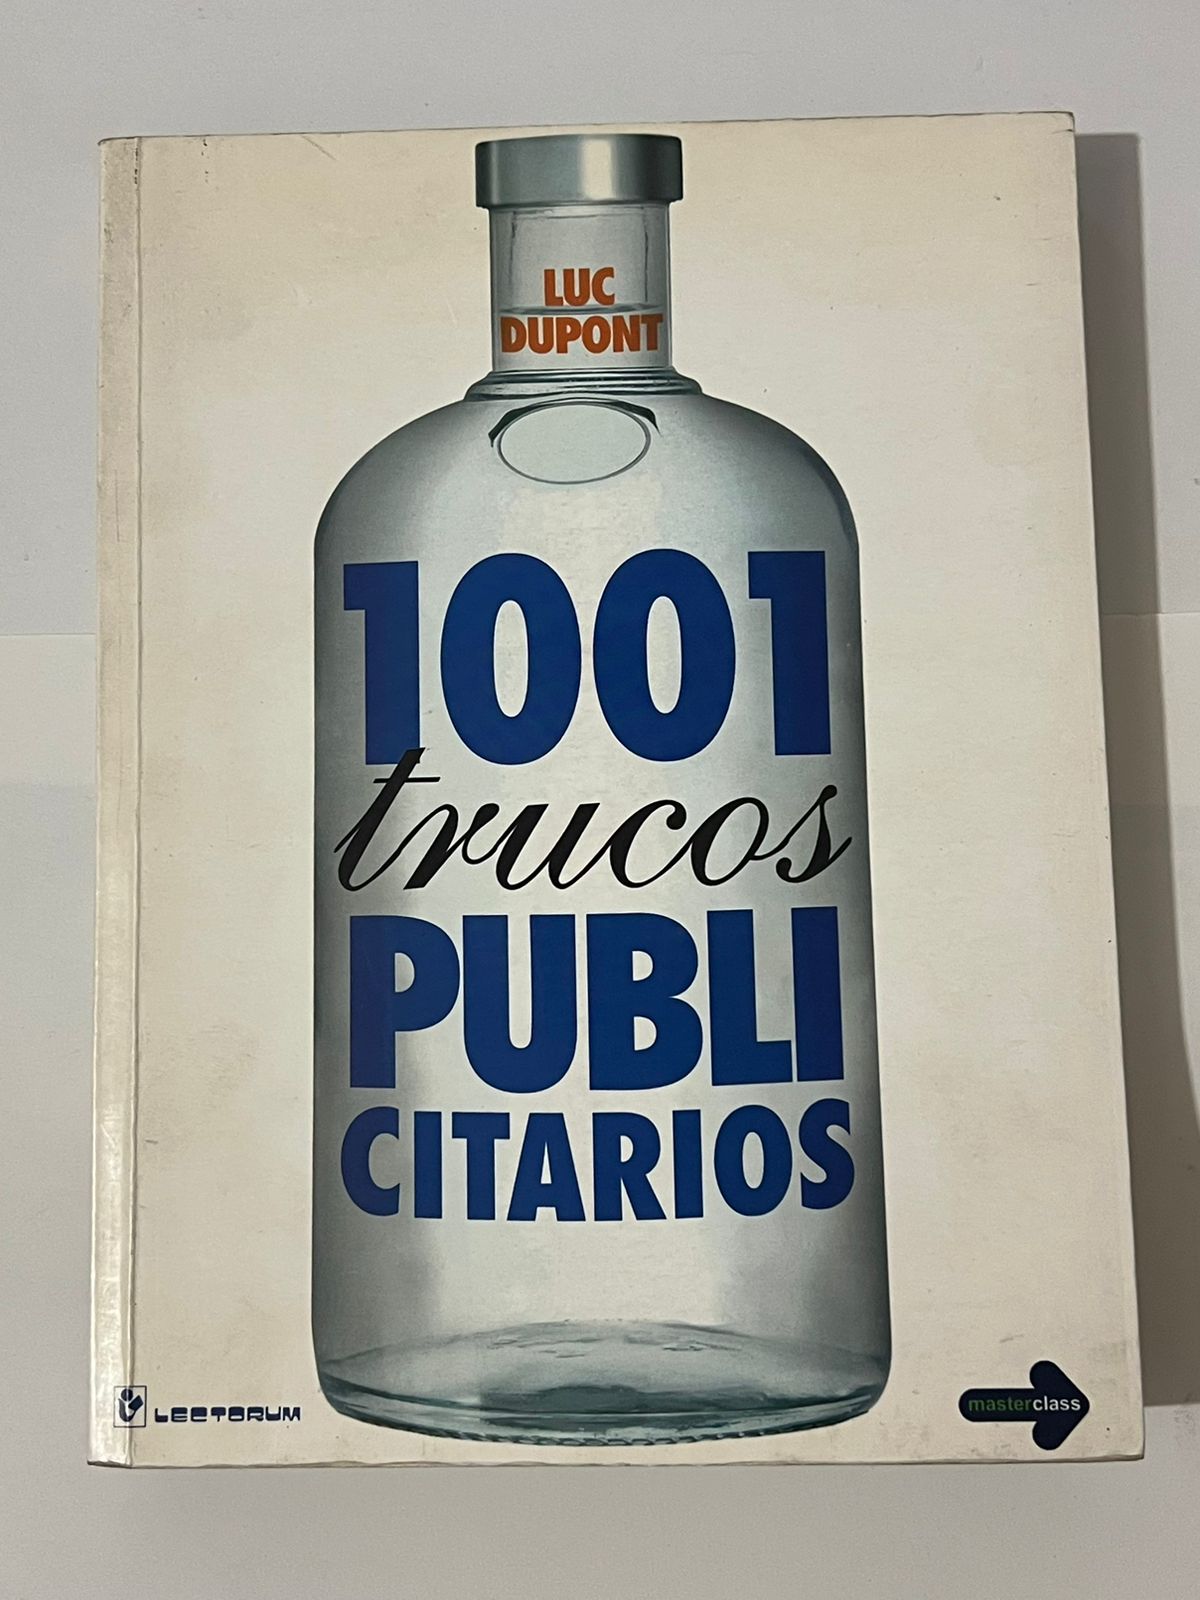 LUC
DUPONT
1001
trucos
PUBLI
CITARIOS
LECTORUM
masterclass